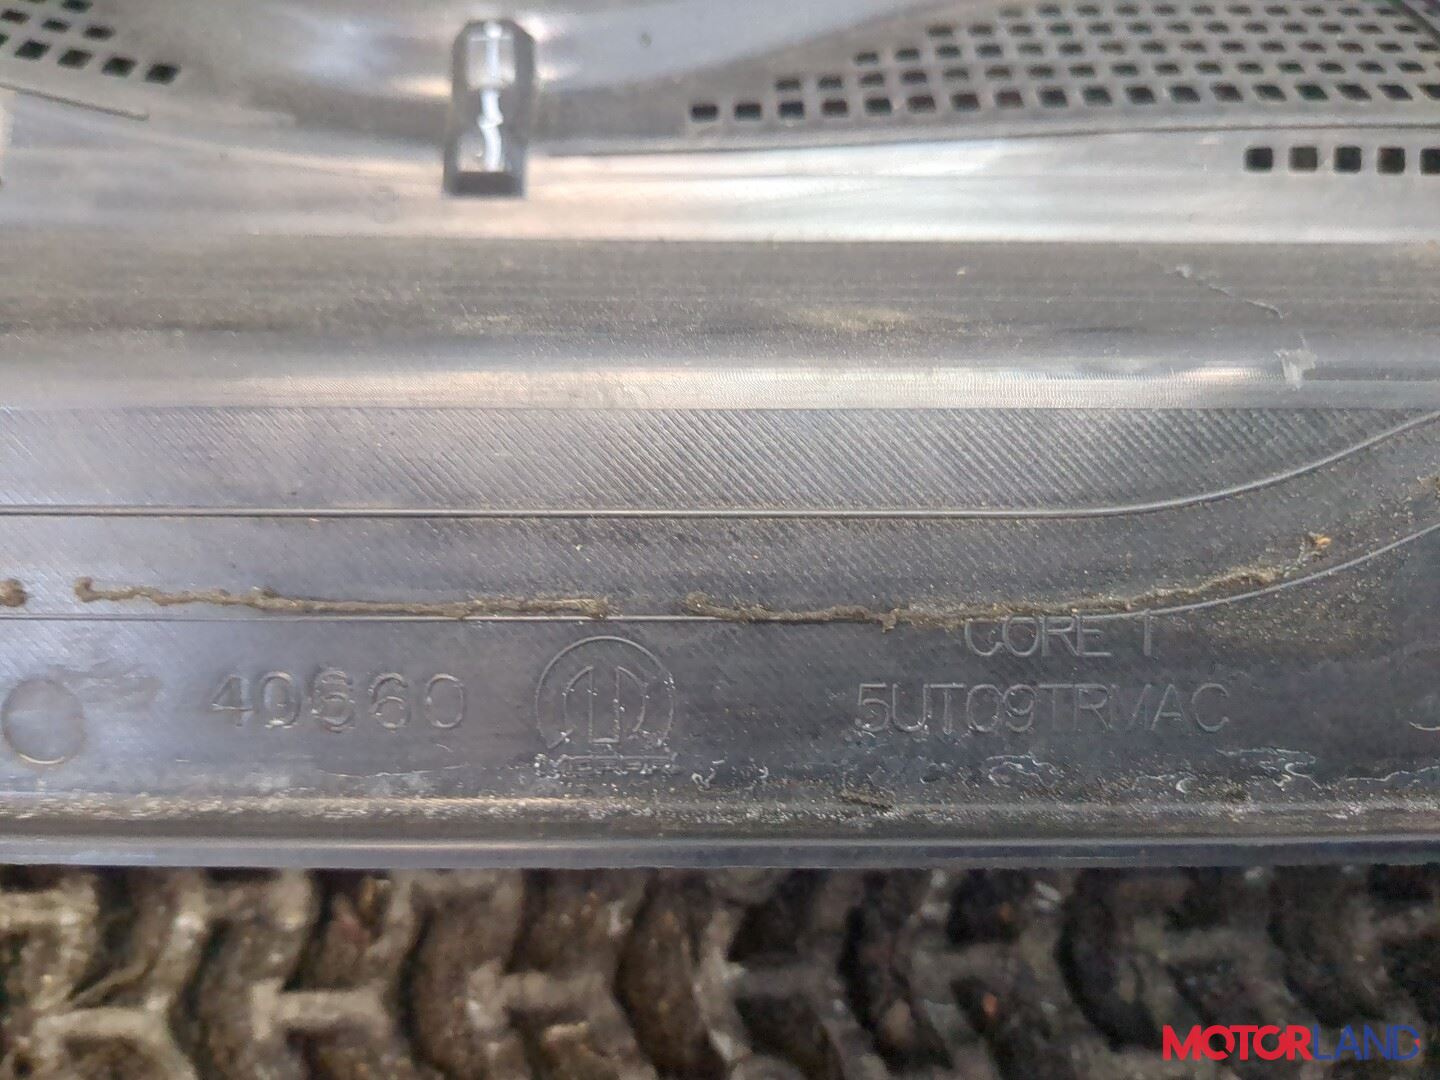 CORE 1
40660
5UT09TRMAC
MOTORLAND